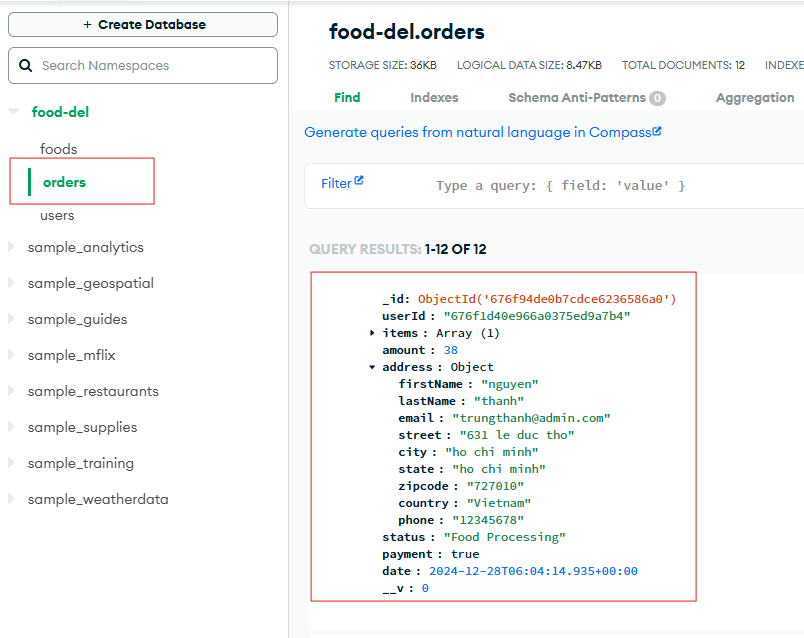 + Create Database
Search Namespaces
food-del
foods
orders
users
sample_analytics
sample_geospatial
sample_guides
sample_mflix
sample_restaurants
sample_supplies
sample_training
sample_weatherdata
food-del.orders
STORAGE SIZE: 36KB LOGICAL DATA SIZE: 8.47KB TOTAL DOCUMENTS: 12 INDEXE
Find Indexes Schema Anti-Patterns 0 Aggregation
Generate queries from natural language in Compass
Filter Type a query: { field: 'value' }
QUERY RESULTS: 1-12 OF 12
_id: ObjectId('676f94de0b7cdce6236586a0')
userId : "676f1d40e966a0375ed9a7b4"
items : Array (1)
amount : 38
address : Object
firstName : "nguyen"
lastName : "thanh"
email : "trungthanh@admin.com"
street : "631 le duc tho"
city : "ho chi minh"
state : "ho chi minh"
zipcode : "727010"
country : "Vietnam"
phone : "12345678"
status : "Food Processing"
payment : true
date : 2024-12-28T06:04:14.935+00:00
__v : 0